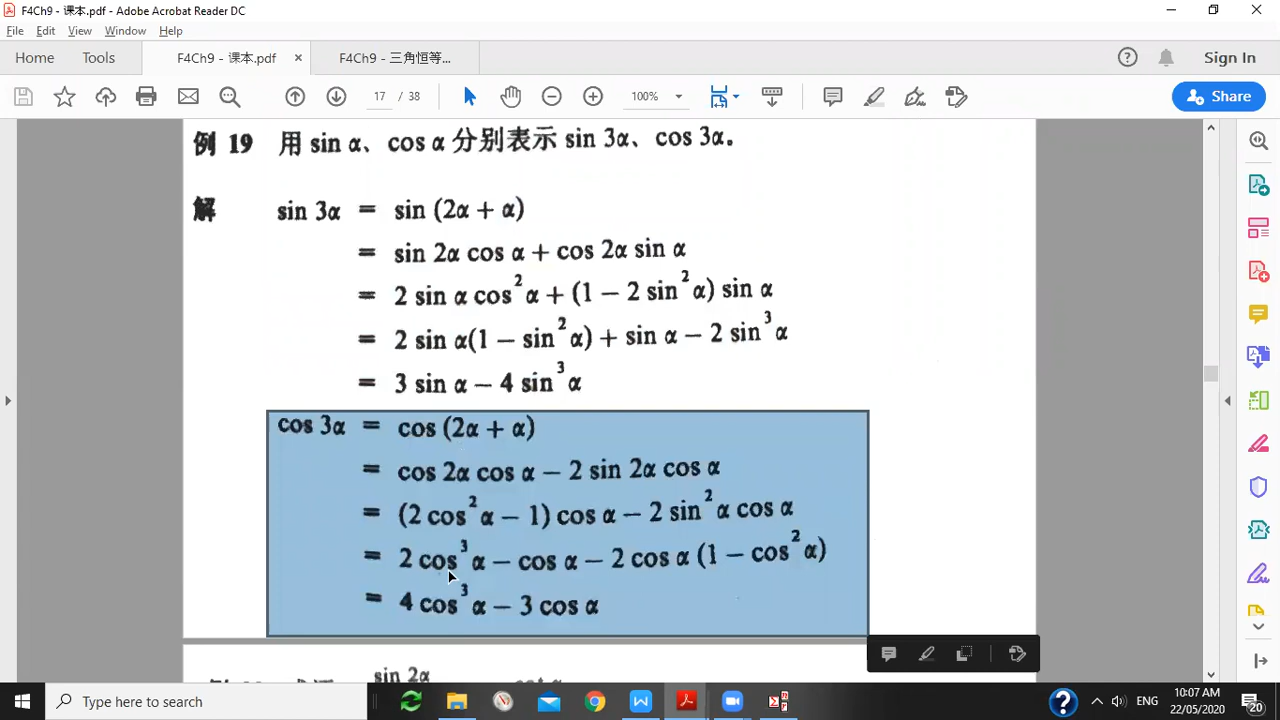 F4Ch9 - 课本.pdf - Adobe Acrobat Reader DC
File Edit View Window Help
Home Tools F4Ch9 - 课本.pdf × F4Ch9 - 三角恒等... Sign In
17 / 38 100% Share
例 19 用 sin α、cos α 分别表示 sin 3α、cos 3α。
解 sin 3α = sin (2α + α)
= sin 2α cos α + cos 2α sin α
= 2 sin α cos²α + (1 − 2 sin²α) sin α
= 2 sin α(1 − sin²α) + sin α − 2 sin³α
= 3 sin α − 4 sin³α
cos 3α = cos (2α + α)
= cos 2α cos α − 2 sin 2α cos α
= (2 cos²α − 1) cos α − 2 sin²α cos α
= 2 cos³α − cos α − 2 cos α (1 − cos²α)
= 4 cos³α − 3 cos α
sin 2α
Type here to search
ENG
10:07 AM
22/05/2020
20